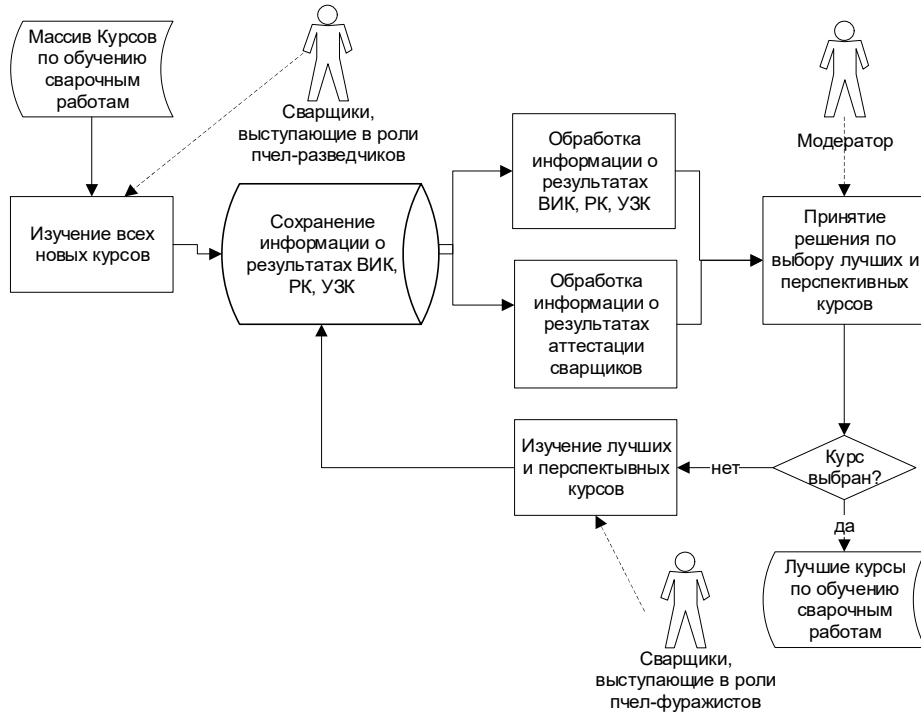 Массив Курсов
по обучению
сварочным
работам
Сварщики,
выступающие в роли
пчел-разведчиков
Модератор
Изучение всех
новых курсов
Сохранение
информации о
результатах ВИК,
РК, УЗК
Обработка
информации о
результатах
ВИК, РК, УЗК
Обработка
информации о
результатах
аттестации
сварщиков
Принятие
решения по
выбору лучших и
перспективных
курсов
Изучение лучших
и перспектывных
курсов
нет
Курс
выбран?
да
Лучшие курсы
по обучению
сварочным
работам
Сварщики,
выступающие в роли
пчел-фуражистов